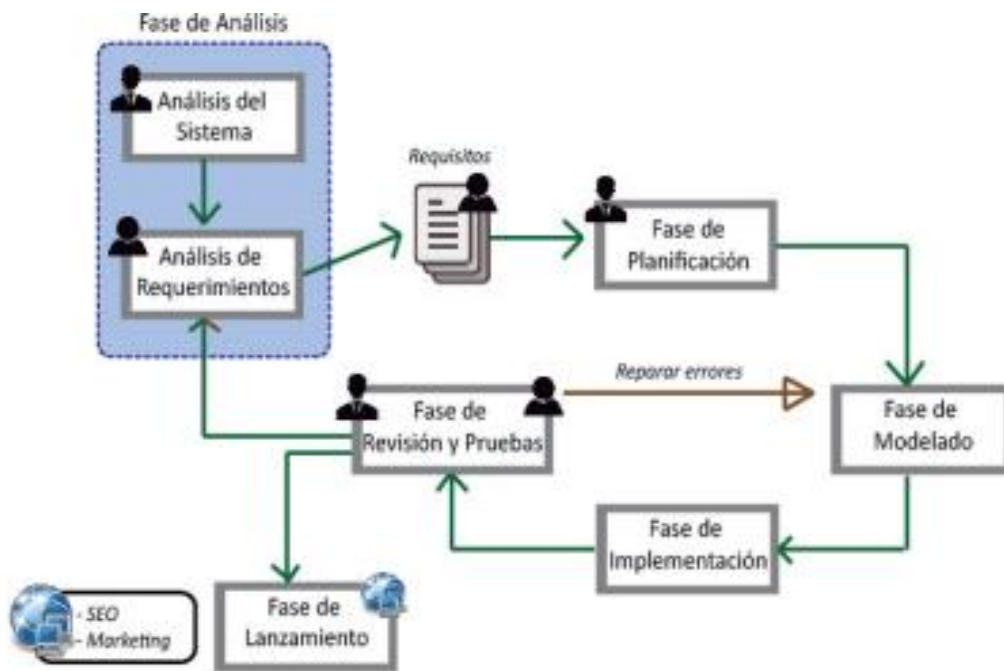 Fase de Análisis
Análisis del
Sistema
Análisis de
Requerimientos
Requisitos
Fase de
Planificación
Reparar errores
Fase de
Revisión y Pruebas
Fase de
Modelado
Fase de
Implementación
Fase de
Lanzamiento
- SEO
- Marketing